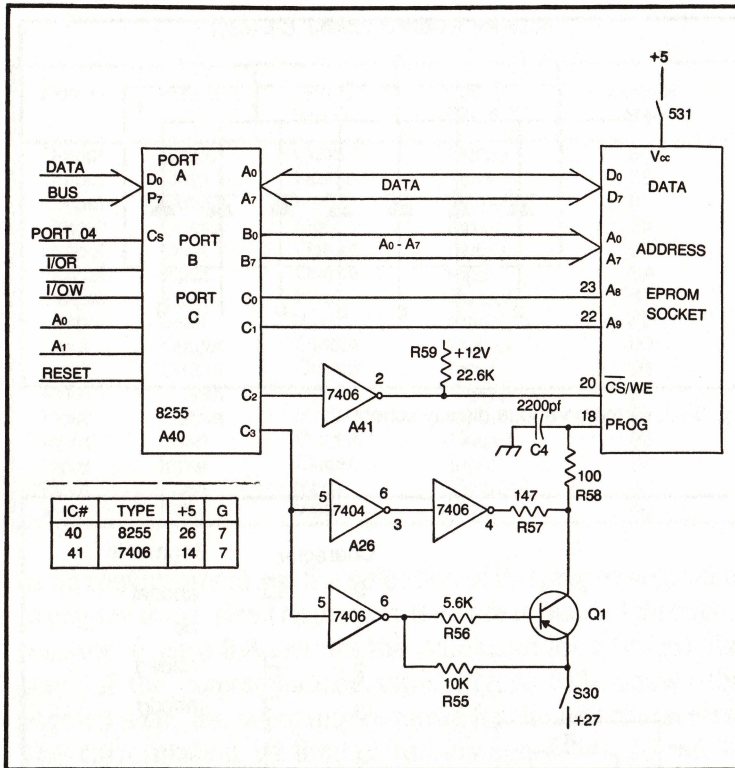 +5
531
Vcc
DATA
BUS
PORT 04
I/OR
I/OW
A0
A1
RESET
D0
P7
Cs
PORT
A
PORT
B
PORT
C
8255
A40
A0
A7
B0
B7
C0
C1
C2
C3
DATA
A0 - A7
D0
D7
DATA
A0
A7
ADDRESS
23
A8
EPROM
SOCKET
22
A9
R59
+12V
22.6K
7406
2
A41
20
CS/WE
2200pf
C4
18
PROG
100
R58
5
7404
6
3
A26
7406
4
147
R57
5
7406
6
5.6K
R56
Q1
10K
R55
S30
+27
IC# TYPE +5 G
40 8255 26 7
41 7406 14 7